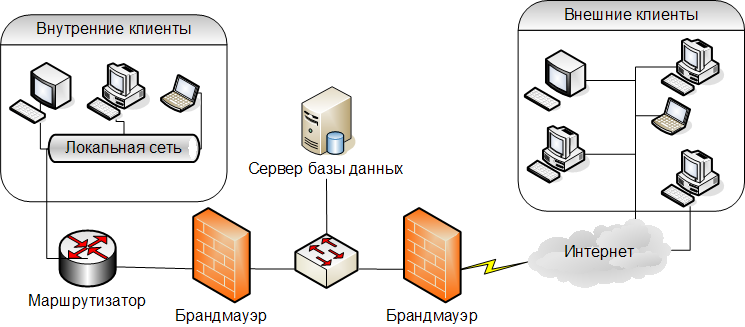 Внутренние клиенты
Внешние клиенты
Локальная сеть
Сервер базы данных
Интернет
Маршрутизатор
Брандмауэр
Брандмауэр